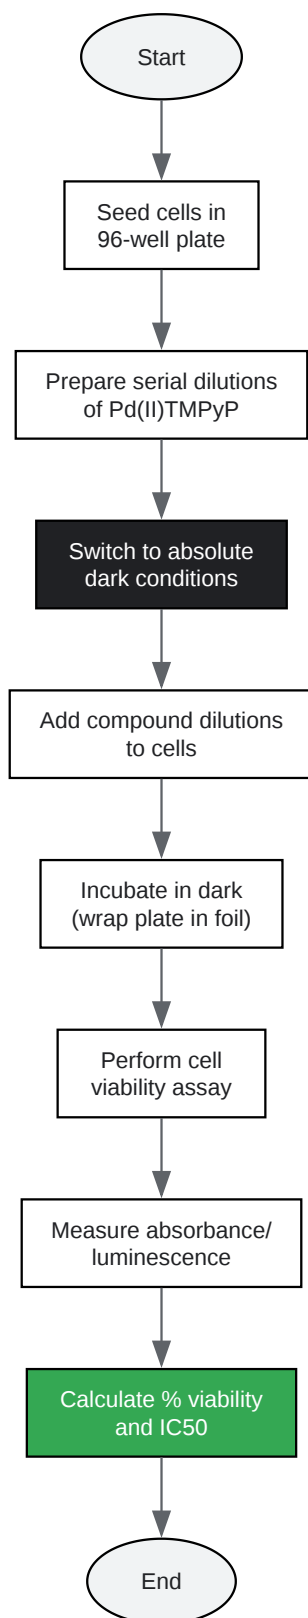 Start
Seed cells in
96-well plate
Prepare serial dilutions
of Pd(II)TMPyP
Switch to absolute
dark conditions
Add compound dilutions
to cells
Incubate in dark
(wrap plate in foil)
Perform cell
viability assay
Measure absorbance/
luminescence
Calculate % viability
and IC50
End